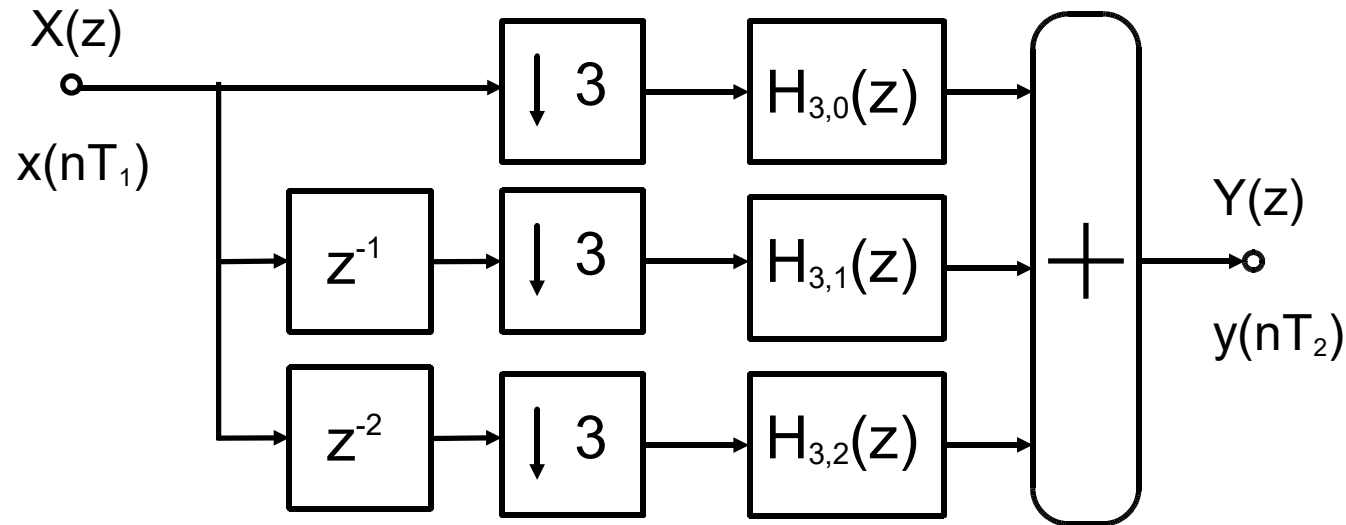 X(z)
x(nT₁)
↓ 3
H₃,₀(z)
z⁻¹
↓ 3
H₃,₁(z)
z⁻²
↓ 3
H₃,₂(z)
+
Y(z)
y(nT₂)